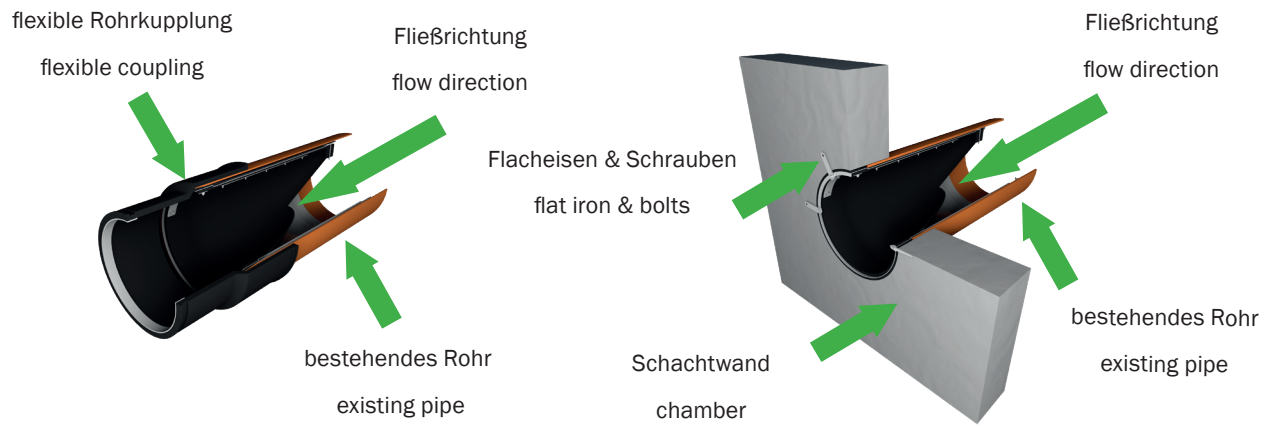 flexible Rohrkupplung
flexible coupling
Fließrichtung
flow direction
bestehendes Rohr
existing pipe
Fließrichtung
flow direction
Flacheisen & Schrauben
flat iron & bolts
Schachtwand
chamber
bestehendes Rohr
existing pipe